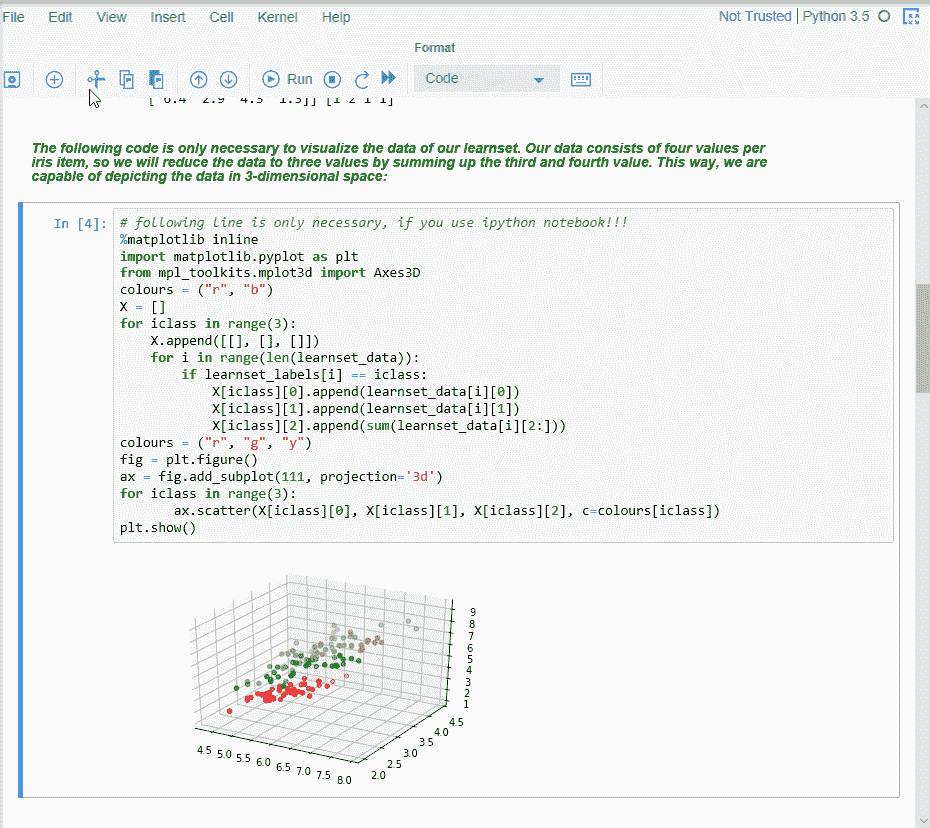 File Edit View Insert Cell Kernel Help Not Trusted Python 3.5
Format
Run Code
[ 6.4 2.9 4.3 1.3]] [1 2 1 1]
The following code is only necessary to visualize the data of our learnset. Our data consists of four values per
iris item, so we will reduce the data to three values by summing up the third and fourth value. This way, we are
capable of depicting the data in 3-dimensional space:
In [4]: # following line is only necessary, if you use ipython notebook!!!
%matplotlib inline
import matplotlib.pyplot as plt
from mpl_toolkits.mplot3d import Axes3D
colours = ("r", "b")
X = []
for iclass in range(3):
    X.append([[], [], []])
    for i in range(len(learnset_data)):
        if learnset_labels[i] == iclass:
            X[iclass][0].append(learnset_data[i][0])
            X[iclass][1].append(learnset_data[i][1])
            X[iclass][2].append(sum(learnset_data[i][2:]))
colours = ("r", "g", "y")
fig = plt.figure()
ax = fig.add_subplot(111, projection='3d')
for iclass in range(3):
       ax.scatter(X[iclass][0], X[iclass][1], X[iclass][2], c=colours[iclass])
plt.show()
9
8
7
6
5
4
3
2
1
4.5 5.0 5.5 6.0 6.5 7.0 7.5 8.0
2.0 2.5 3.0 3.5 4.0 4.5